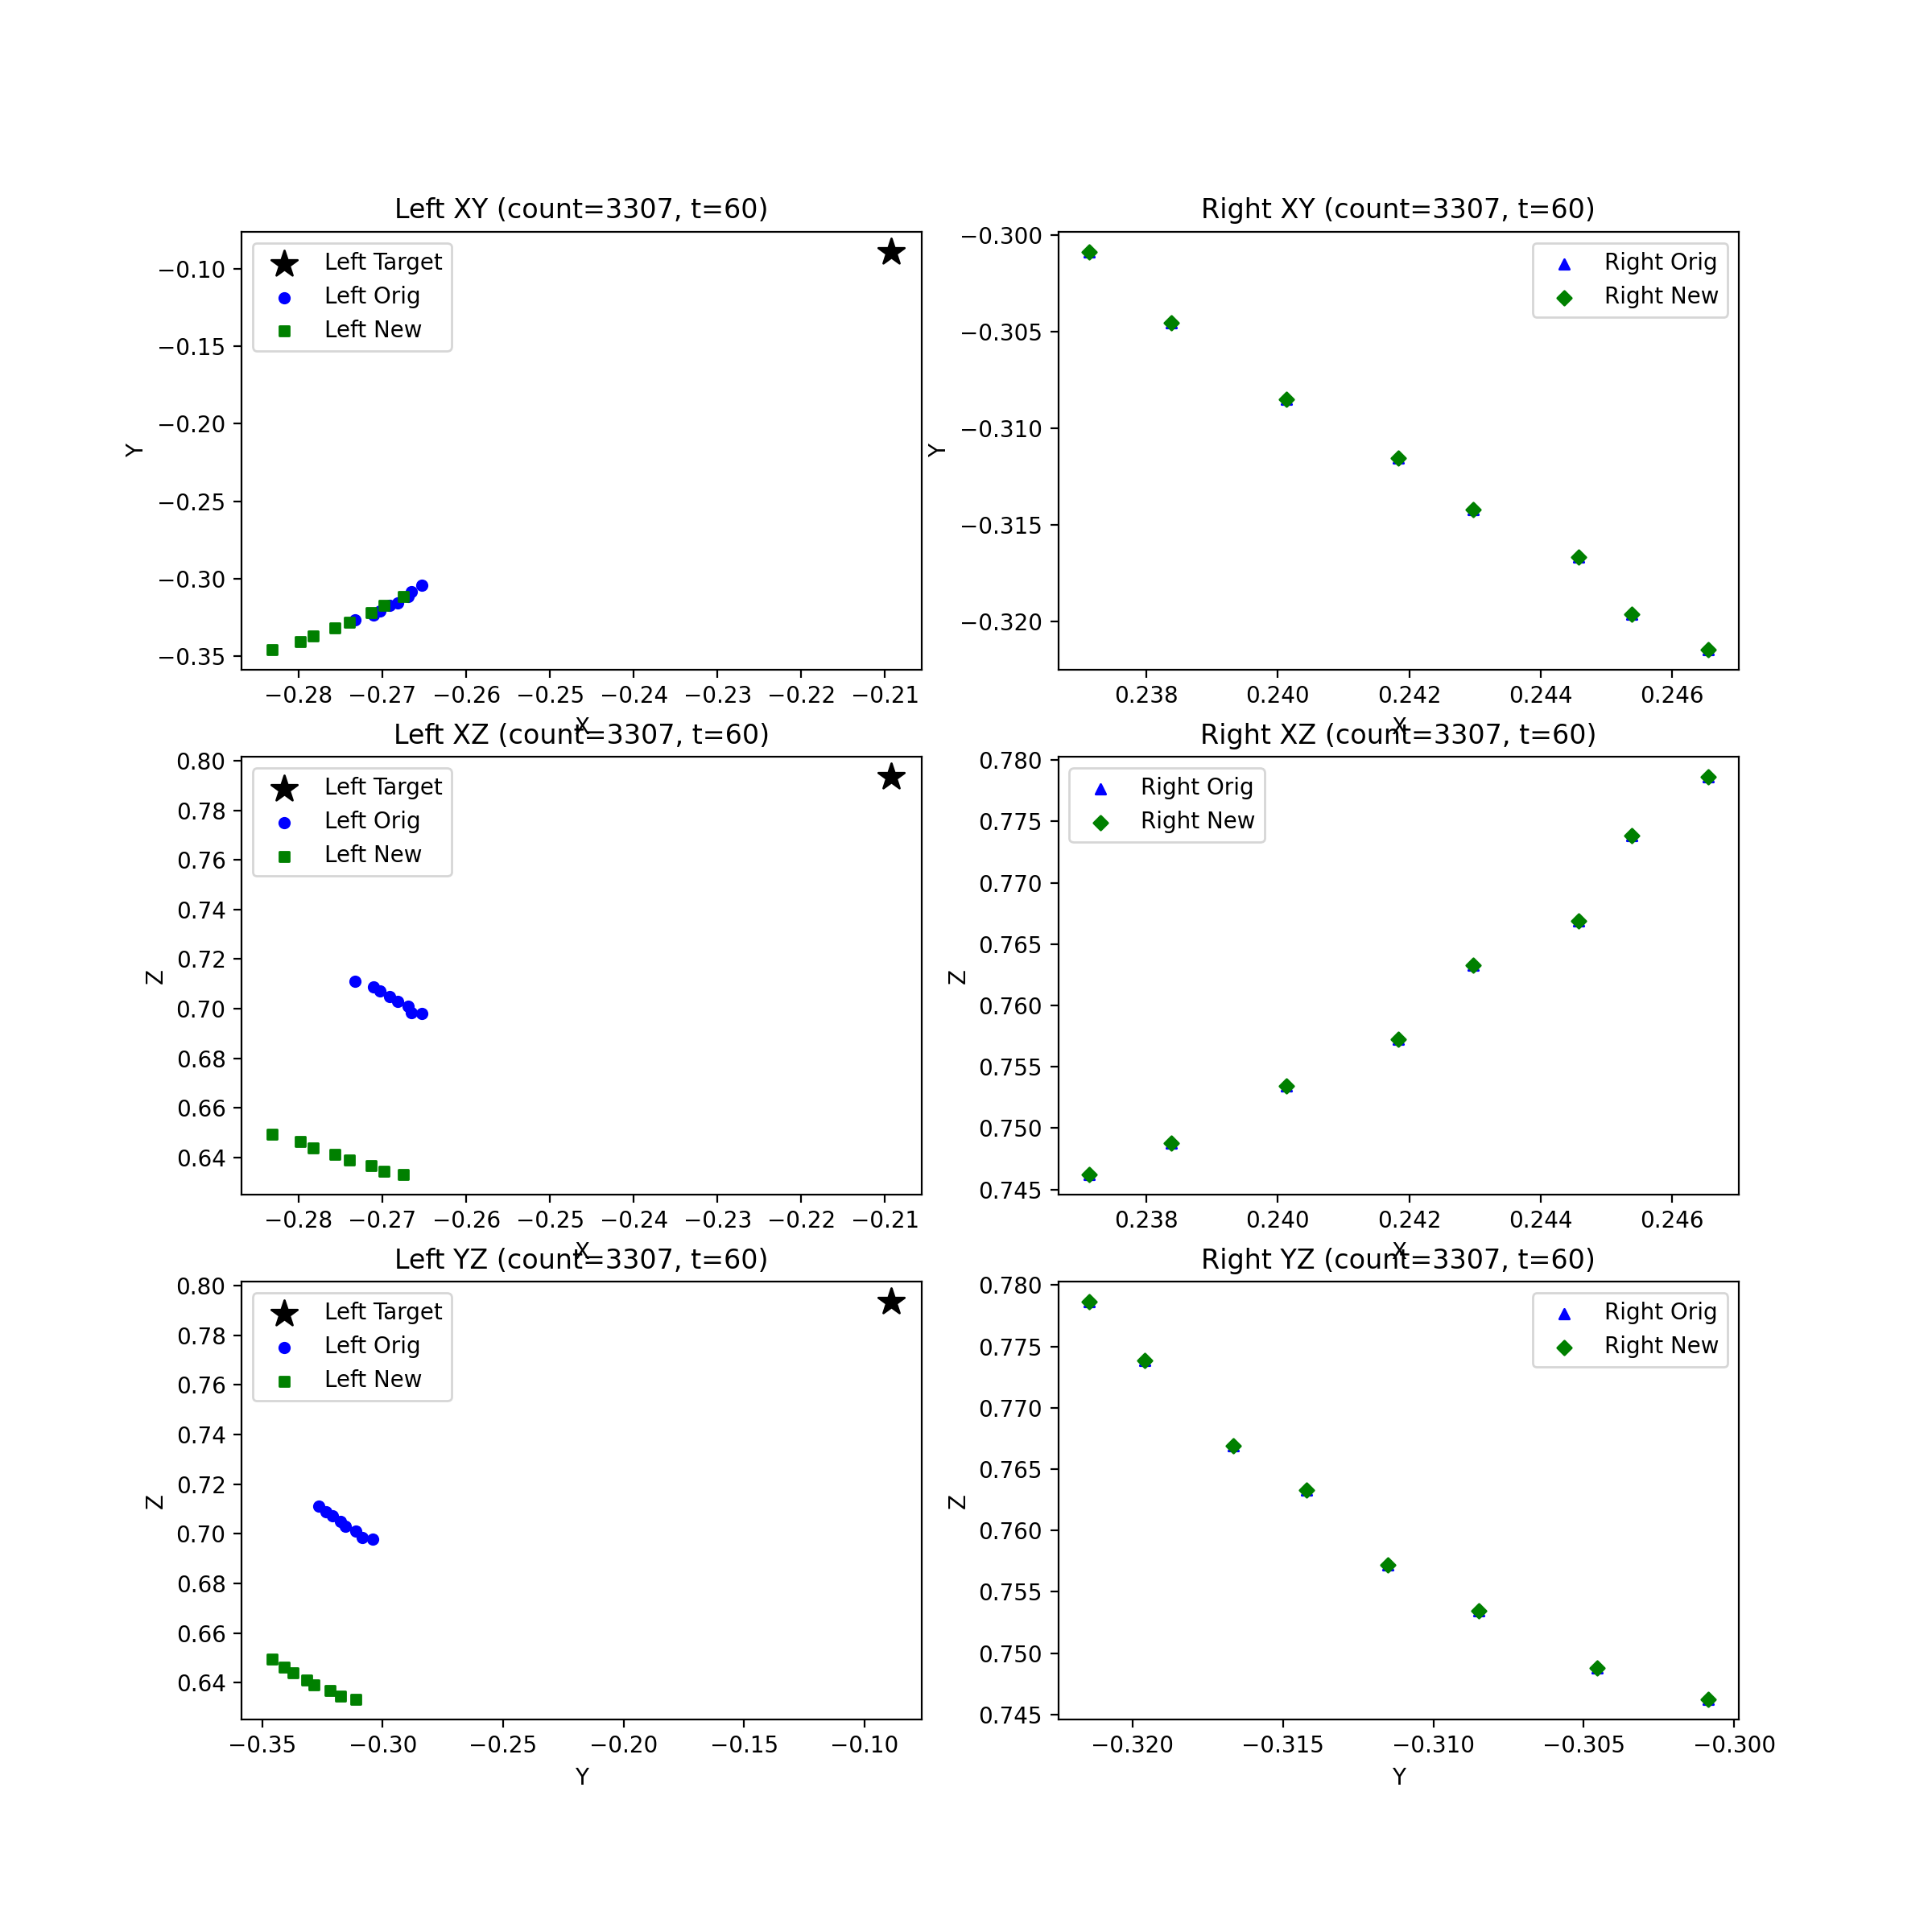 Left XY (count=3307, t=60)
Left Target
Left Orig
Left New
−0.10
−0.15
−0.20
−0.25
−0.30
−0.35
Y
−0.28 −0.27 −0.26 −0.25 −0.24 −0.23 −0.22 −0.21
X
Right XY (count=3307, t=60)
Right Orig
Right New
−0.300
−0.305
−0.310
−0.315
−0.320
Y
0.238 0.240 0.242 0.244 0.246
X
Left XZ (count=3307, t=60)
Left Target
Left Orig
Left New
0.80
0.78
0.76
0.74
0.72
0.70
0.68
0.66
0.64
Z
−0.28 −0.27 −0.26 −0.25 −0.24 −0.23 −0.22 −0.21
X
Right XZ (count=3307, t=60)
Right Orig
Right New
0.780
0.775
0.770
0.765
0.760
0.755
0.750
0.745
Z
0.238 0.240 0.242 0.244 0.246
X
Left YZ (count=3307, t=60)
Left Target
Left Orig
Left New
0.80
0.78
0.76
0.74
0.72
0.70
0.68
0.66
0.64
Z
−0.35 −0.30 −0.25 −0.20 −0.15 −0.10
Y
Right YZ (count=3307, t=60)
Right Orig
Right New
0.780
0.775
0.770
0.765
0.760
0.755
0.750
0.745
Z
−0.320 −0.315 −0.310 −0.305 −0.300
Y